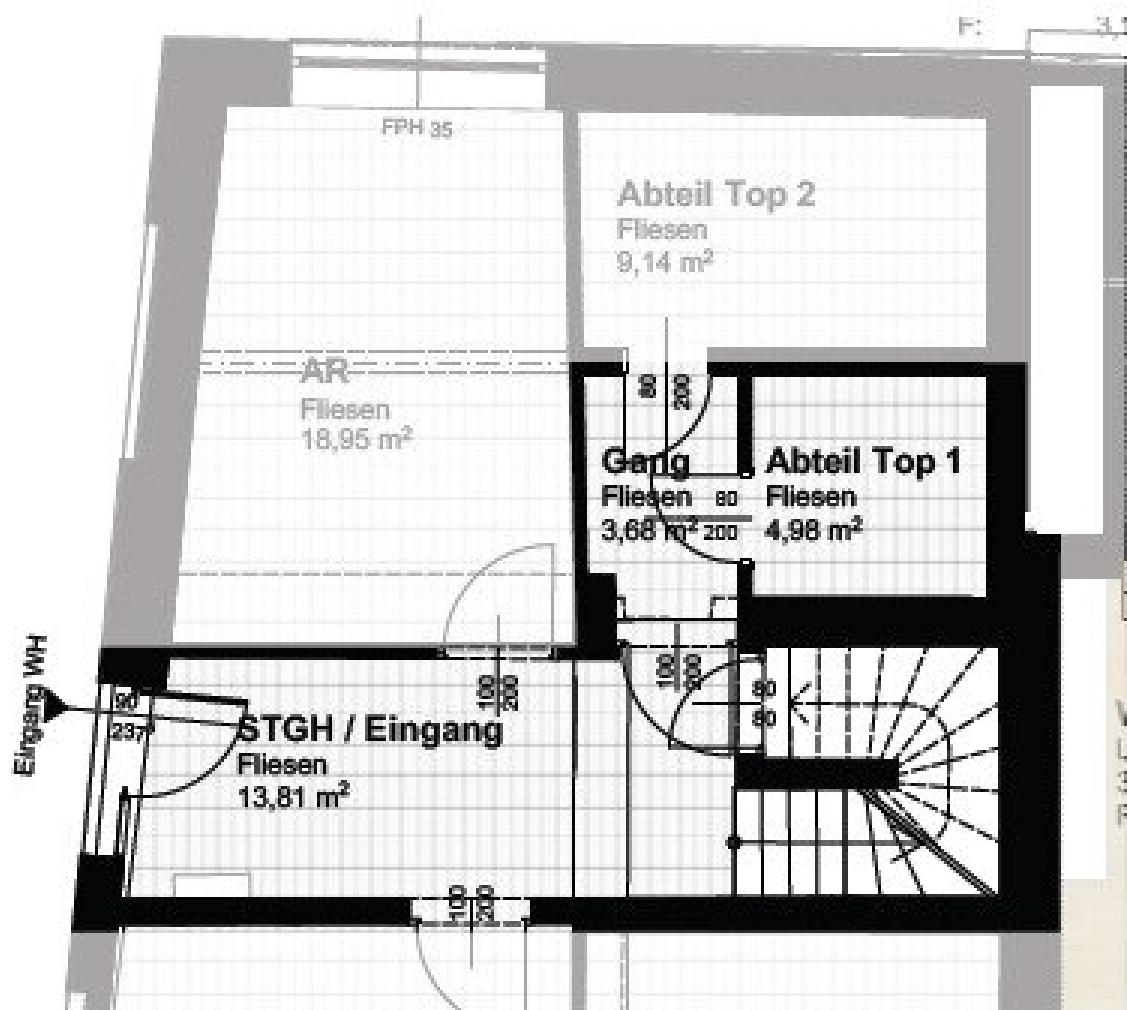 FPH 35
Abteil Top 2
Fliesen
9,14 m²
AR
Fliesen
18,95 m²
80
200
Gang
Fliesen
3,68 m²
80
200
Abteil Top 1
Fliesen
4,98 m²
Eingang WH
90
237
STGH / Eingang
Fliesen
13,81 m²
100
200
100
200
80
80
100
200